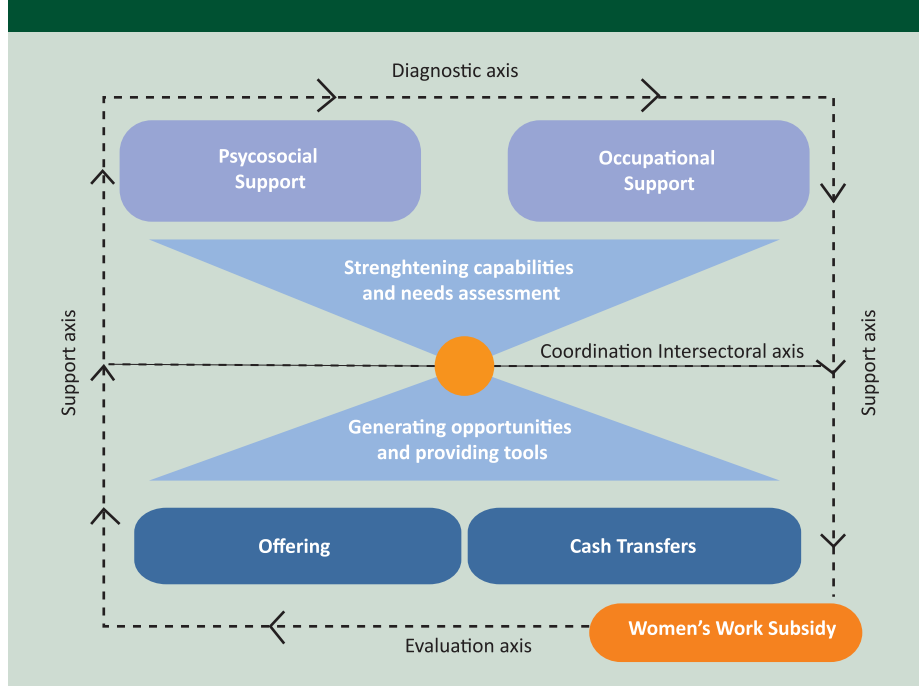 Diagnostic axis
Psycosocial
Support
Occupational
Support
Strenghtening capabilities
and needs assessment
Support axis
Coordination Intersectoral axis
Support axis
Generating opportunities
and providing tools
Offering
Cash Transfers
Women's Work Subsidy
Evaluation axis